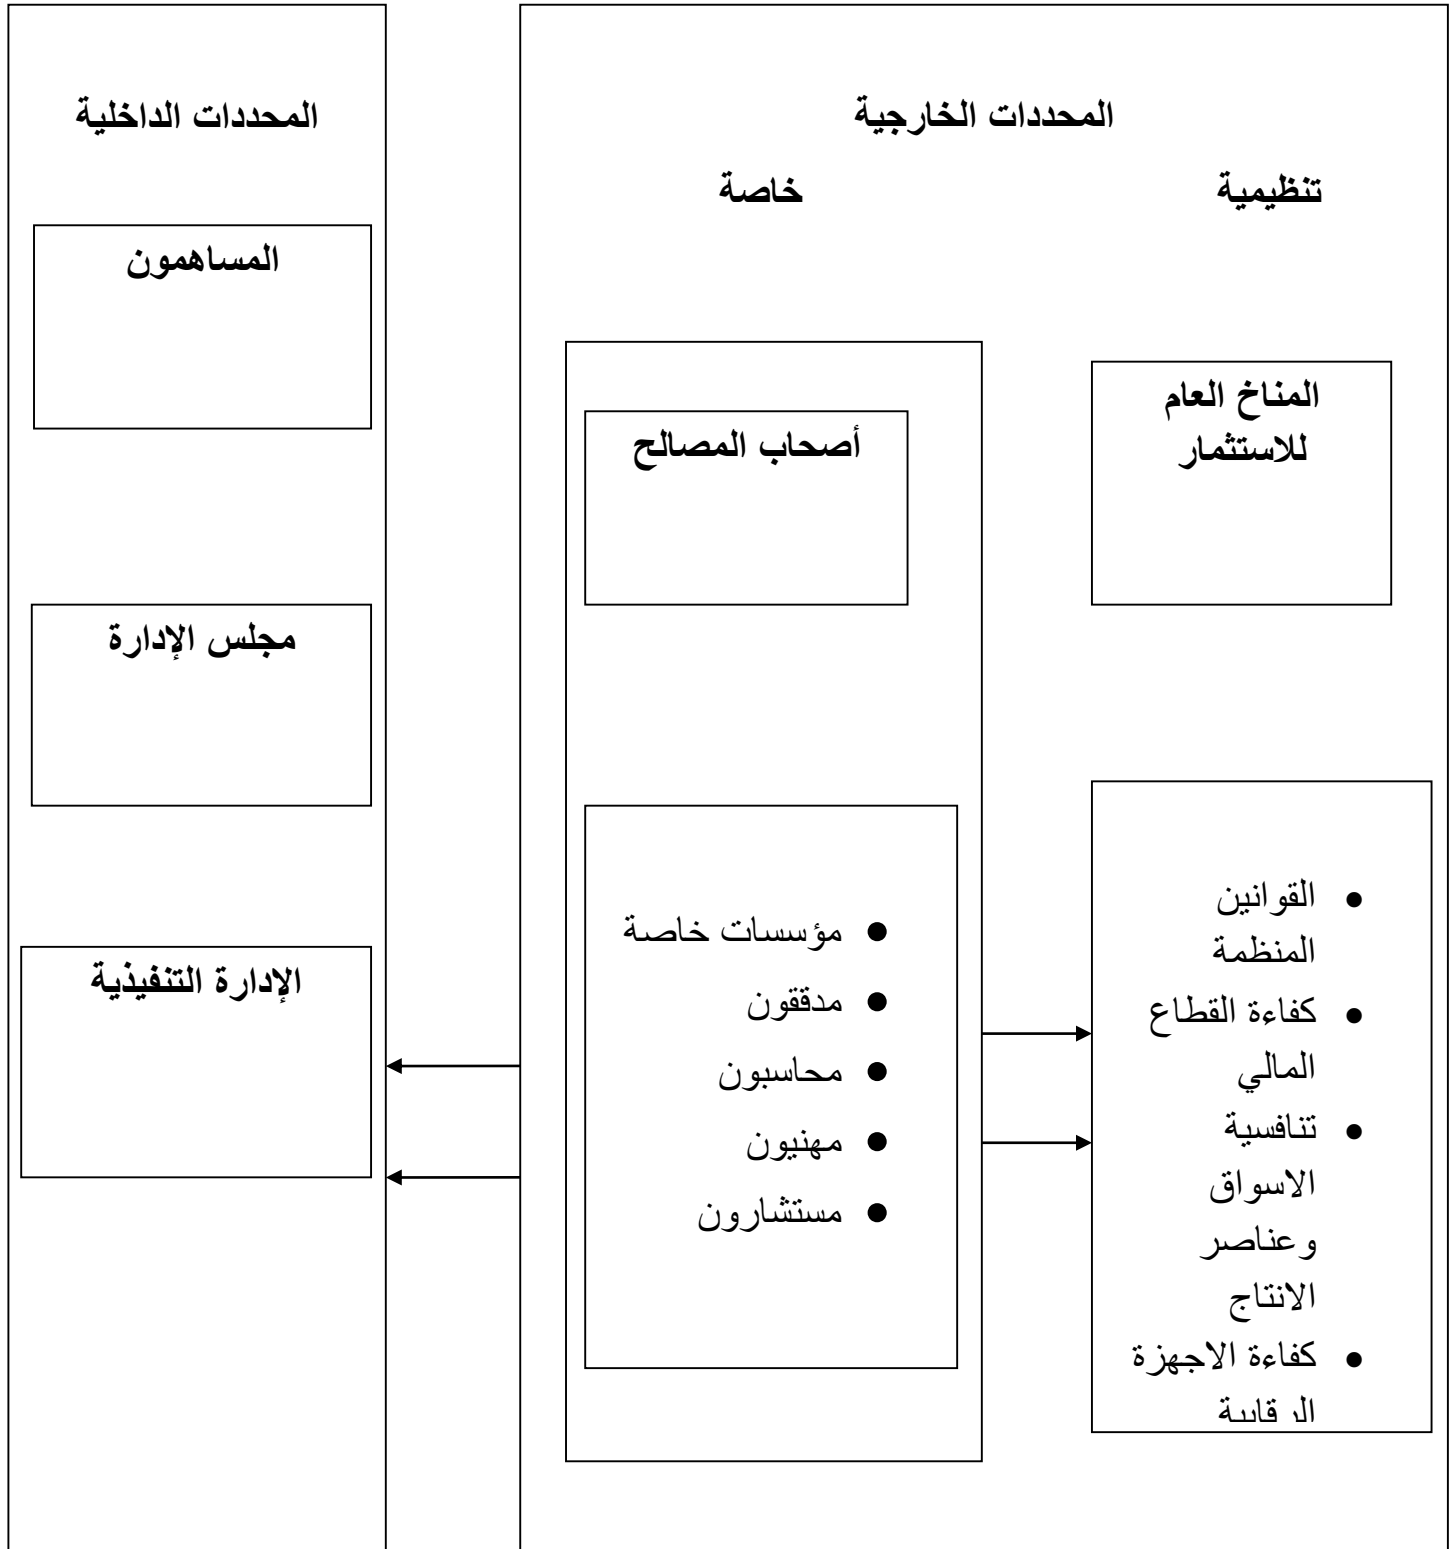 المحددات الخارجية
تنظيمية
خاصة
المناخ العام
للاستثمار
• القوانين
المنظمة
• كفاءة القطاع
المالي
• تنافسية
الاسواق
وعناصر
الانتاج
• كفاءة الاجهزة
الرقابية
أصحاب المصالح
• مؤسسات خاصة
• مدققون
• محاسبون
• مهنيون
• مستشارون
المحددات الداخلية
المساهمون
مجلس الإدارة
الإدارة التنفيذية